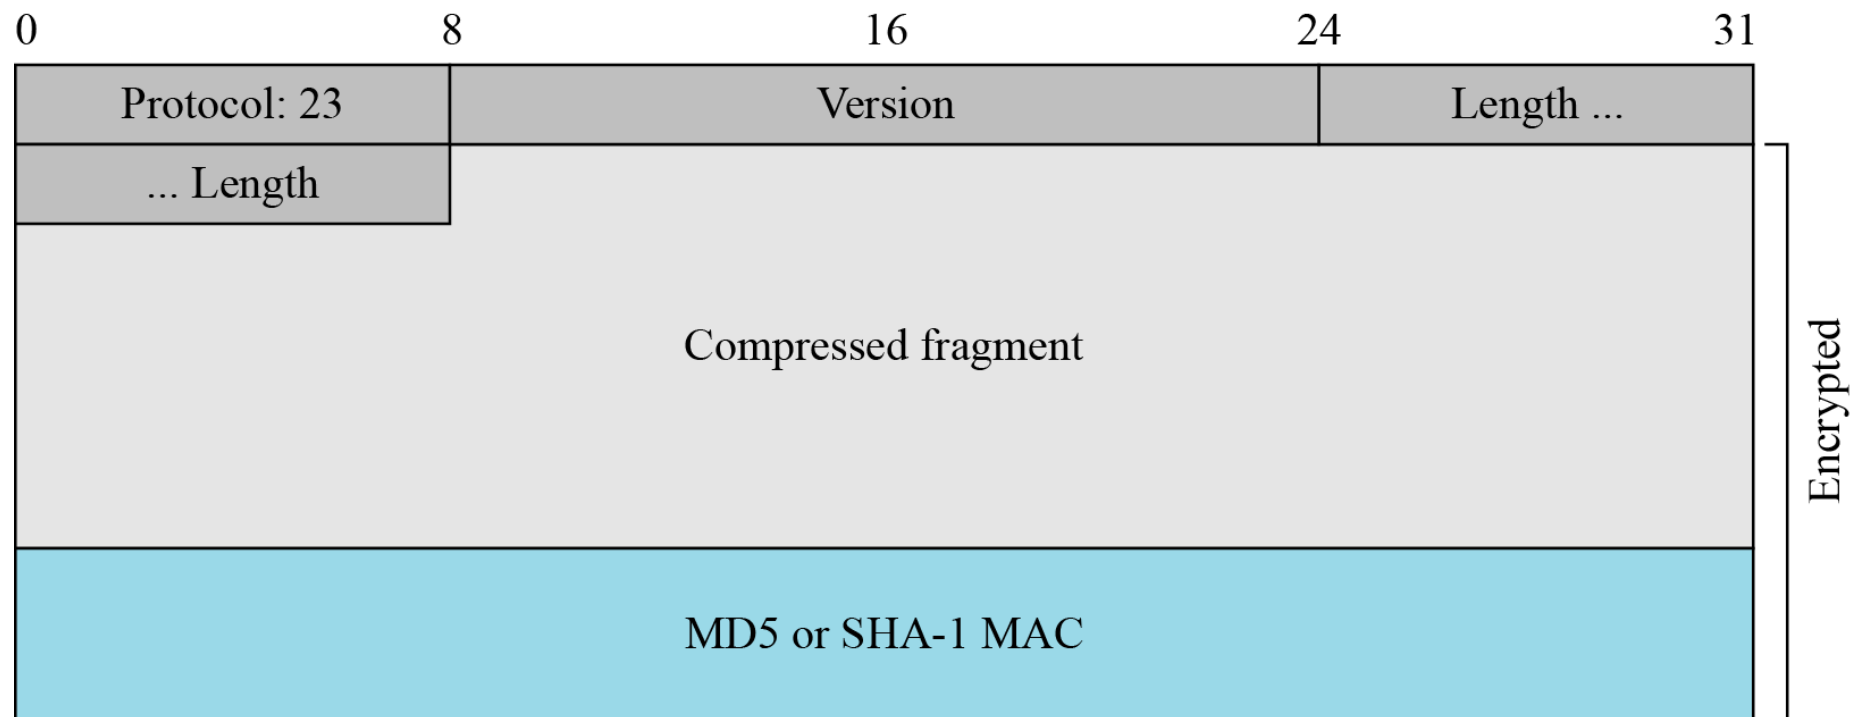 0 8 16 24 31
Protocol: 23 Version Length ...
... Length
Compressed fragment
Encrypted
MD5 or SHA-1 MAC